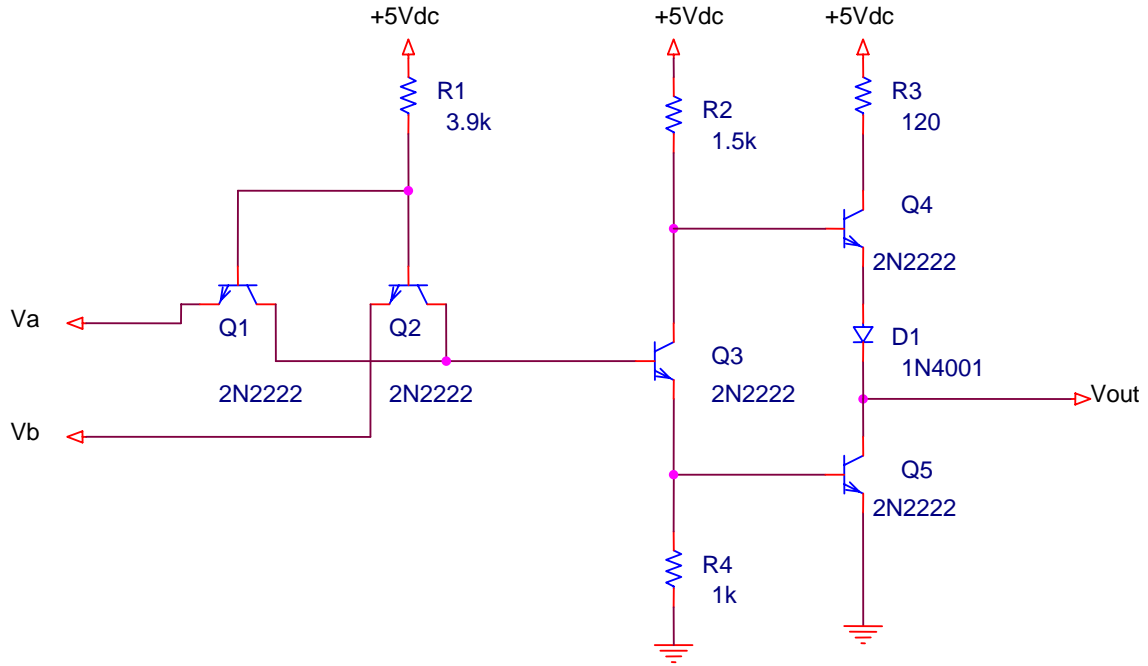 +5Vdc
+5Vdc
+5Vdc
R1
3.9k
R2
1.5k
R3
120
Q4
2N2222
Va
Q1
2N2222
Q2
2N2222
Q3
2N2222
D1
1N4001
Vout
Vb
Q5
2N2222
R4
1k